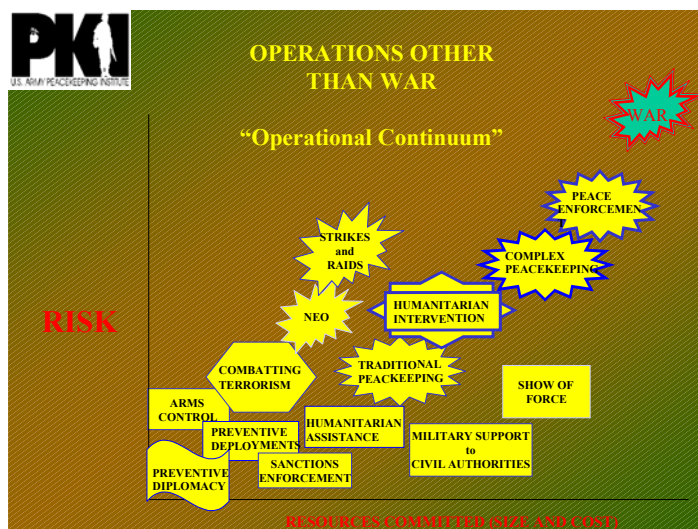 PKI
U.S. ARMY PEACEKEEPING INSTITUTE
OPERATIONS OTHER
THAN WAR
"Operational Continuum"
WAR
PEACE
ENFORCEMEN
T
STRIKES
and
RAIDS
COMPLEX
PEACEKEEPING
NEO
HUMANITARIAN
INTERVENTION
RISK
COMBATTING
TERRORISM
TRADITIONAL
PEACKEEPING
SHOW OF
FORCE
ARMS
CONTROL
PREVENTIVE
DEPLOYMENTS
HUMANITARIAN
ASSISTANCE
MILITARY SUPPORT
to
CIVIL AUTHORITIES
PREVENTIVE
DIPLOMACY
SANCTIONS
ENFORCEMENT
RESOURCES COMMITTED (SIZE AND COST)